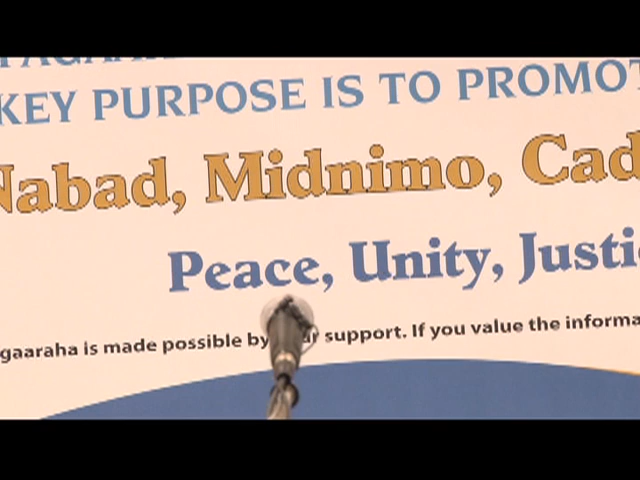 KEY PURPOSE IS TO PROMOT
Nabad, Midnimo, Cad
Peace, Unity, Justi
gaaraha is made possible by support. If you value the informa